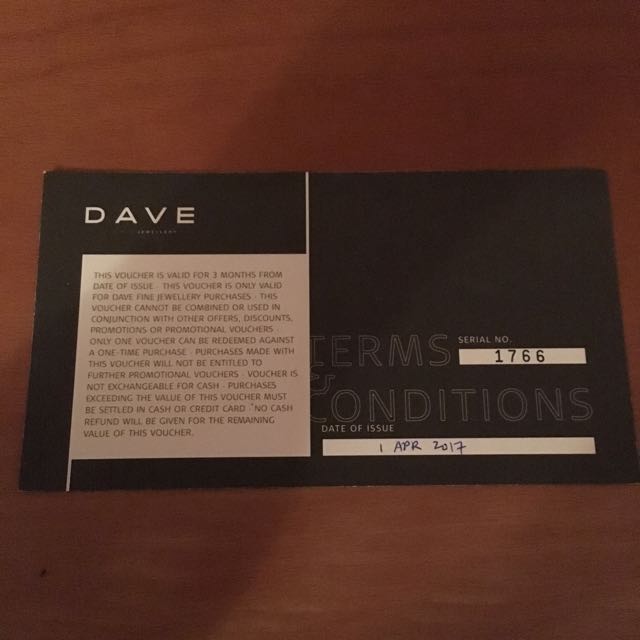 DAVE
JEWELLERY
THIS VOUCHER IS VALID FOR 3 MONTHS FROM
DATE OF ISSUE · THIS VOUCHER IS ONLY VALID
FOR DAVE FINE JEWELLERY PURCHASES · THIS
VOUCHER CANNOT BE COMBINED OR USED IN
CONJUNCTION WITH OTHER OFFERS, DISCOUNTS,
PROMOTIONS OR PROMOTIONAL VOUCHERS ·
ONLY ONE VOUCHER CAN BE REDEEMED AGAINST
A ONE-TIME PURCHASE · PURCHASES MADE WITH
THIS VOUCHER WILL NOT BE ENTITLED TO
FURTHER PROMOTIONAL VOUCHERS · VOUCHER IS
NOT EXCHANGEABLE FOR CASH · PURCHASES
EXCEEDING THE VALUE OF THIS VOUCHER MUST
BE SETTLED IN CASH OR CREDIT CARD · NO CASH
REFUND WILL BE GIVEN FOR THE REMAINING
VALUE OF THIS VOUCHER.
TERMS
&
CONDITIONS
SERIAL NO.
1766
DATE OF ISSUE
1 APR 2017